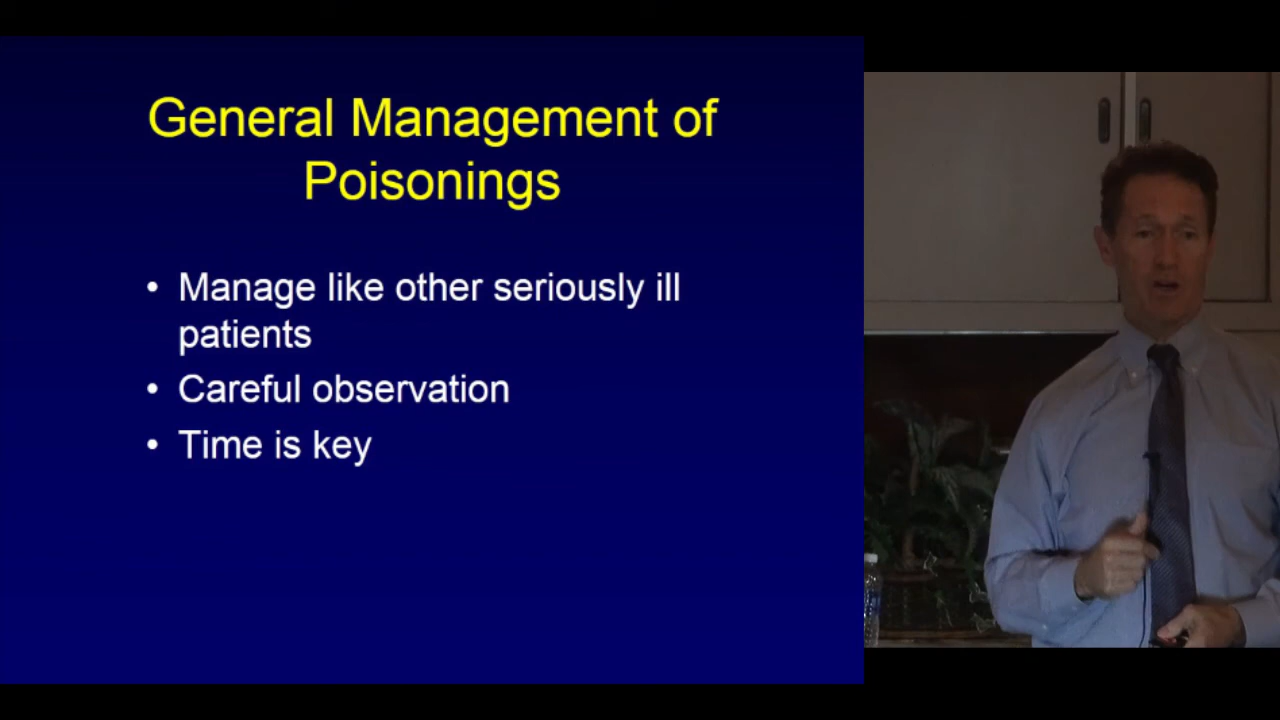 General Management of
Poisonings
• Manage like other seriously ill
patients
• Careful observation
• Time is key